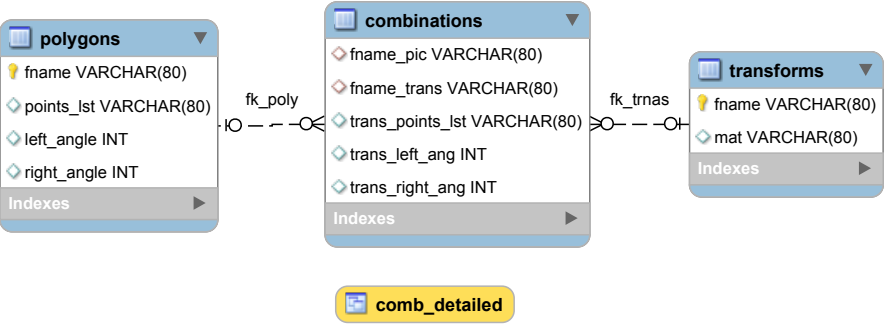 polygons
fname VARCHAR(80)
points_lst VARCHAR(80)
left_angle INT
right_angle INT
Indexes
fk_poly
combinations
fname_pic VARCHAR(80)
fname_trans VARCHAR(80)
trans_points_lst VARCHAR(80)
trans_left_ang INT
trans_right_ang INT
Indexes
fk_trnas
transforms
fname VARCHAR(80)
mat VARCHAR(80)
Indexes
comb_detailed